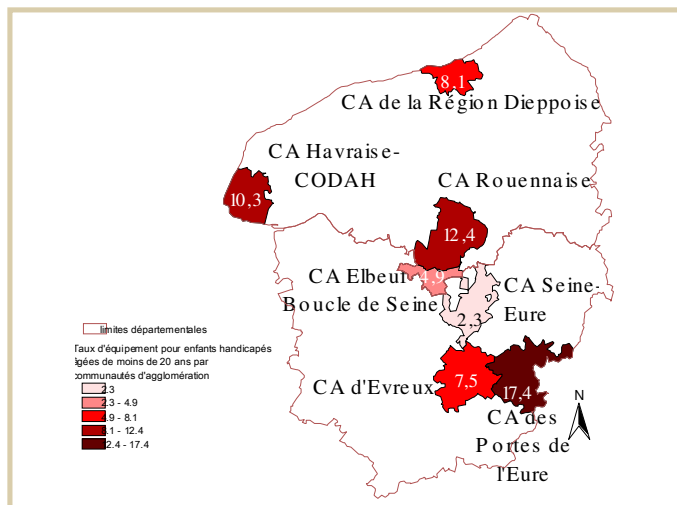 8,1
CA de la Région Dieppoise
CA Havraise-
CODAH
10,3
CA Rouennaise
12,4
CA Elbeuf
Boucle de Seine
4,9
CA Seine-
Eure
2,3
limites départementales
Taux d'équipement pour enfants handicapés
âgées de moins de 20 ans par
communautés d'agglomération
2.3
2.3 - 4.9
4.9 - 8.1
8.1 - 12.4
12.4 - 17.4
CA d'Evreux
7,5
17,4
CA des
Portes de
l'Eure
N